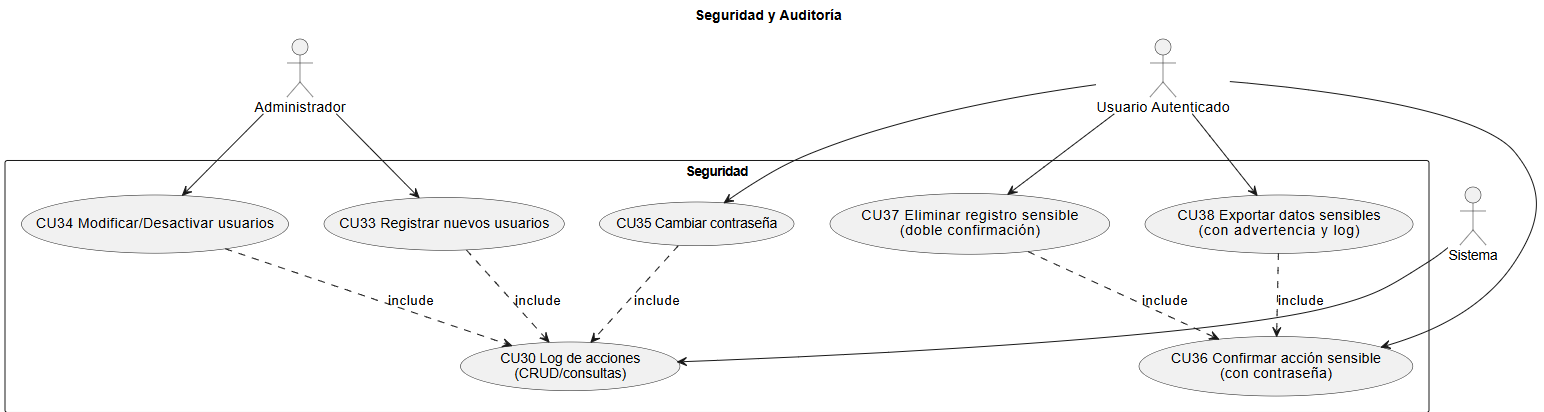 Seguridad y Auditoría
Administrador
Usuario Autenticado
Seguridad
CU34 Modificar/Desactivar usuarios
CU33 Registrar nuevos usuarios
CU35 Cambiar contraseña
CU37 Eliminar registro sensible
(doble confirmación)
CU38 Exportar datos sensibles
(con advertencia y log)
Sistema
include
include
include
include
include
CU30 Log de acciones
(CRUD/consultas)
CU36 Confirmar acción sensible
(con contraseña)